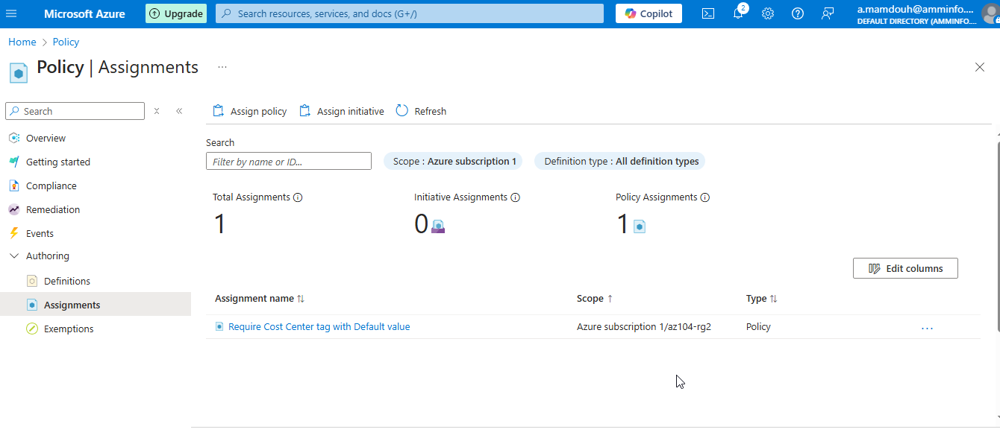 Microsoft Azure
Upgrade
Search resources, services, and docs (G+/)
Copilot
2
a.mamdouh@amminfo....
DEFAULT DIRECTORY (AMMINFO....
Home > Policy
Policy | Assignments ...
Search
Overview
Getting started
Compliance
Remediation
Events
Authoring
Definitions
Assignments
Exemptions
Assign policy Assign initiative Refresh
Search
Filter by name or ID...
Scope : Azure subscription 1
Definition type : All definition types
Total Assignments
1
Initiative Assignments
0
Policy Assignments
1
Edit columns
Assignment name Scope Type
Require Cost Center tag with Default value Azure subscription 1/az104-rg2 Policy ...